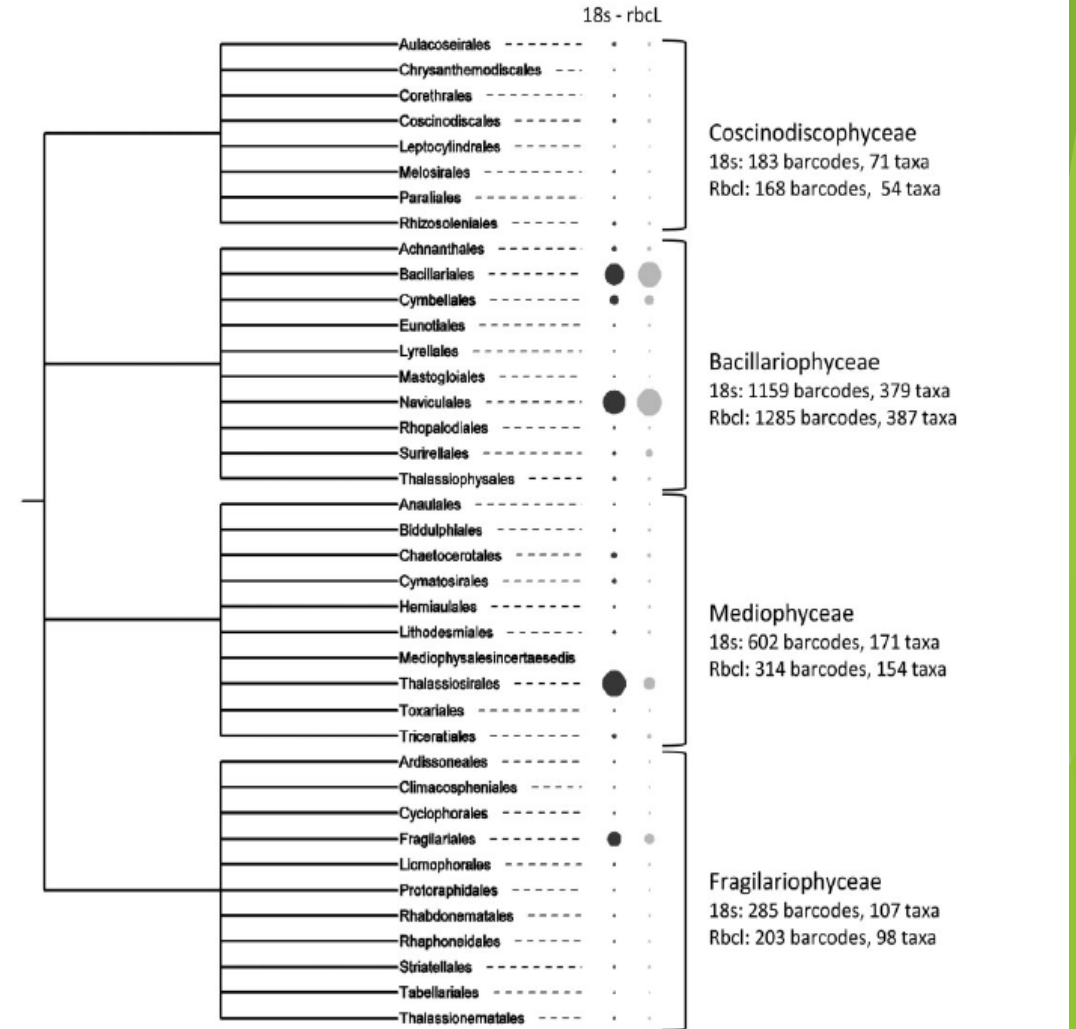 18s - rbcL
Aulacoseirales
Chrysanthemodiscales
Corethrales
Coscinodiscales
Leptocylindrales
Melosirales
Paraliales
Rhizosoleniales
Coscinodiscophyceae
18s: 183 barcodes, 71 taxa
Rbcl: 168 barcodes, 54 taxa
Achnanthales
Bacillariales
Cymbellales
Eunotiales
Lyrellales
Mastogloiales
Naviculales
Rhopalodiales
Surirellales
Thalassiophysales
Bacillariophyceae
18s: 1159 barcodes, 379 taxa
Rbcl: 1285 barcodes, 387 taxa
Anaulales
Biddulphiales
Chaetocerotales
Cymatosirales
Hemiaulales
Lithodesmiales
Mediophysalesincertaesedis
Thalassiosirales
Toxariales
Triceratiales
Mediophyceae
18s: 602 barcodes, 171 taxa
Rbcl: 314 barcodes, 154 taxa
Ardissoneales
Climacospheniales
Cyclophorales
Fragilariales
Licmophorales
Protoraphidales
Rhabdonematales
Rhaphoneidales
Striatellales
Tabellariales
Thalassionematales
Fragilariophyceae
18s: 285 barcodes, 107 taxa
Rbcl: 203 barcodes, 98 taxa